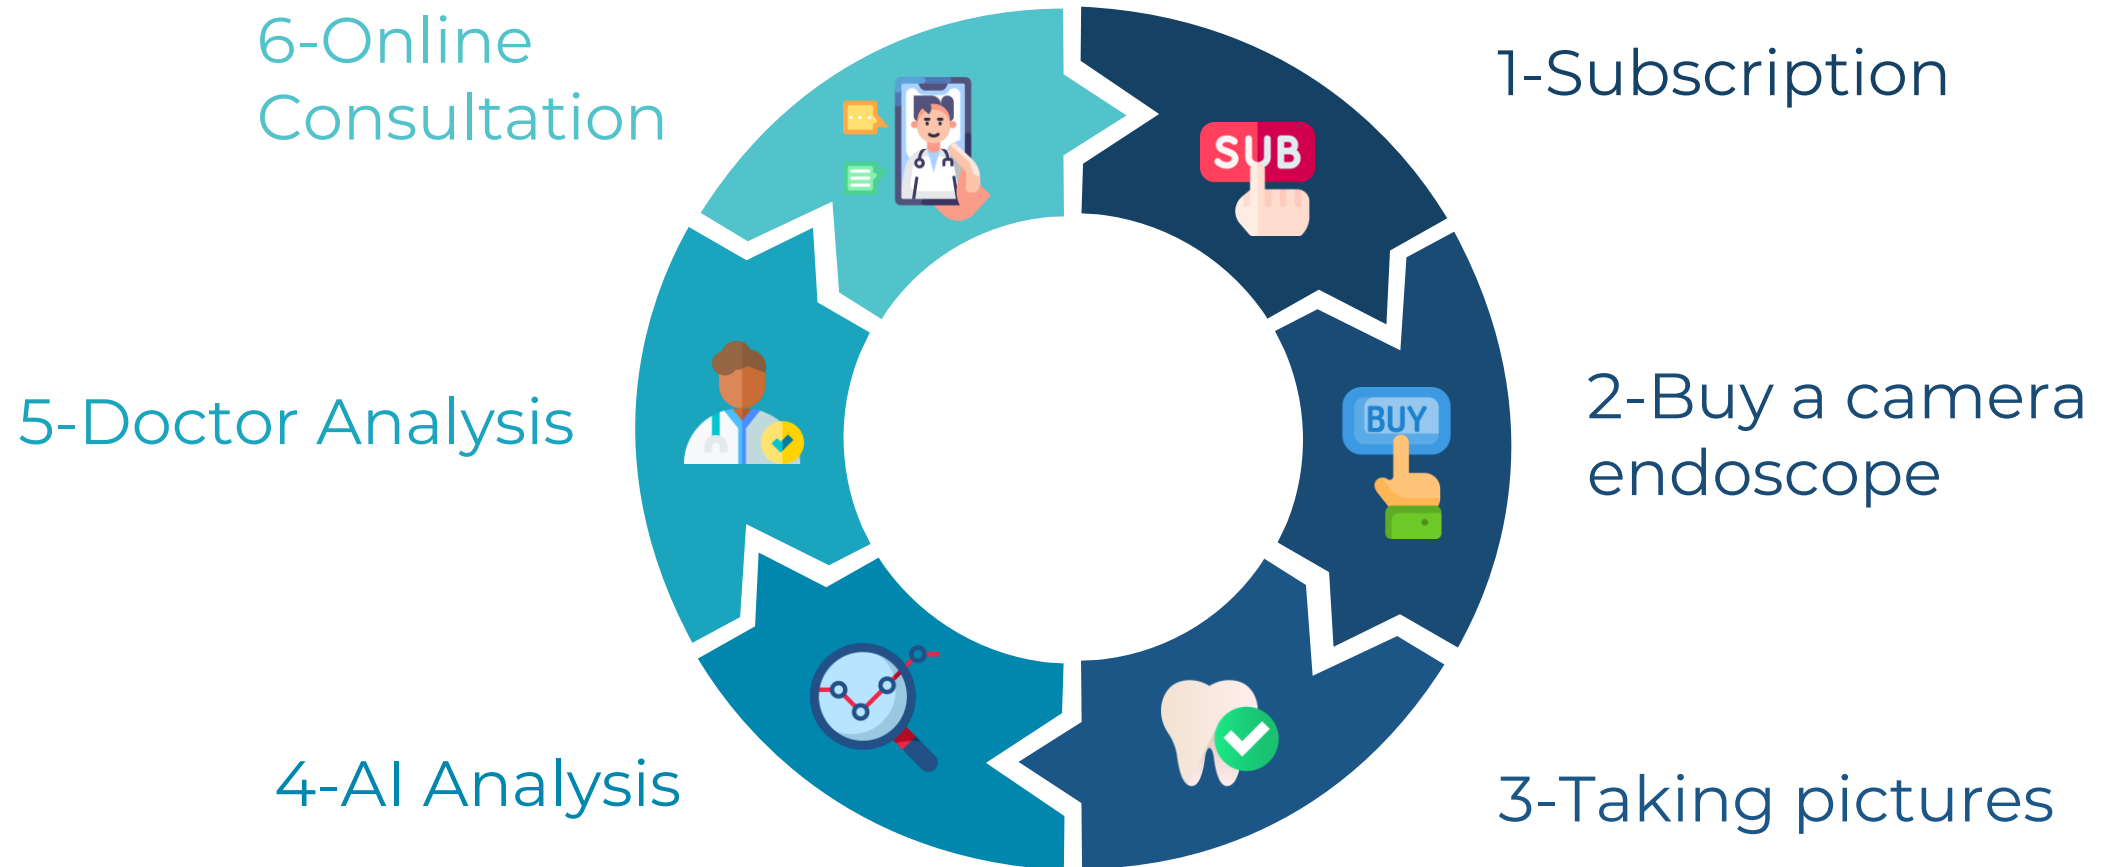 1-Subscription
SUB
2-Buy a camera
endoscope
BUY
3-Taking pictures
4-AI Analysis
5-Doctor Analysis
6-Online
Consultation